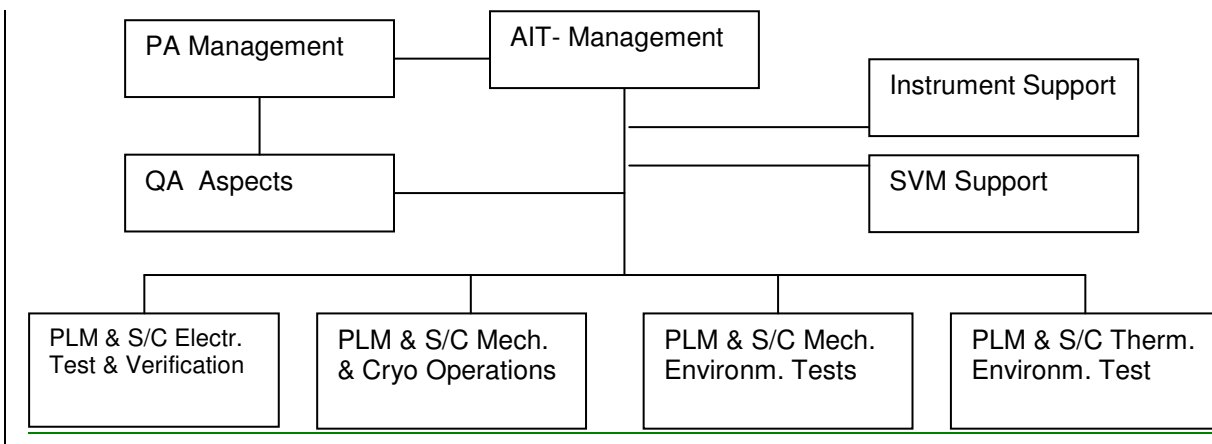 PA Management
AIT- Management
Instrument Support
QA Aspects
SVM Support
PLM & S/C Electr.
Test & Verification
PLM & S/C Mech.
& Cryo Operations
PLM & S/C Mech.
Environm. Tests
PLM & S/C Therm.
Environm. Test